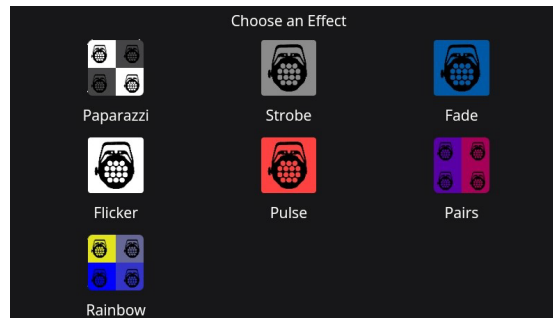 Choose an Effect
Paparazzi
Strobe
Fade
Flicker
Pulse
Pairs
Rainbow